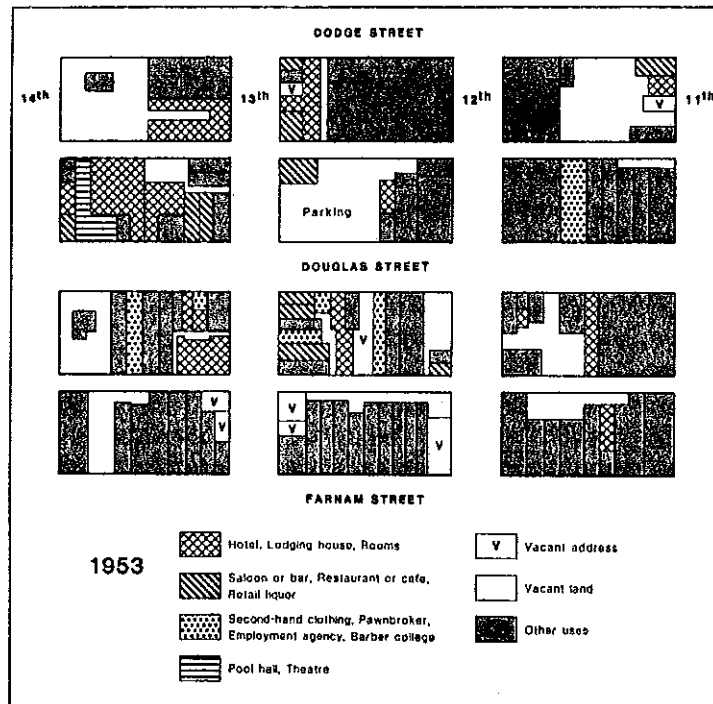 DODGE STREET
14th
13th
12th
11th
V
V
Parking
DOUGLAS STREET
V
V
V
V
V
V
FARNAM STREET
1953
Hotel, Lodging house, Rooms
Saloon or bar, Restaurant or cafe,
Retail liquor
Second-hand clothing, Pawnbroker,
Employment agency, Barber college
Pool hall, Theatre
V
Vacant address
Vacant land
Other uses